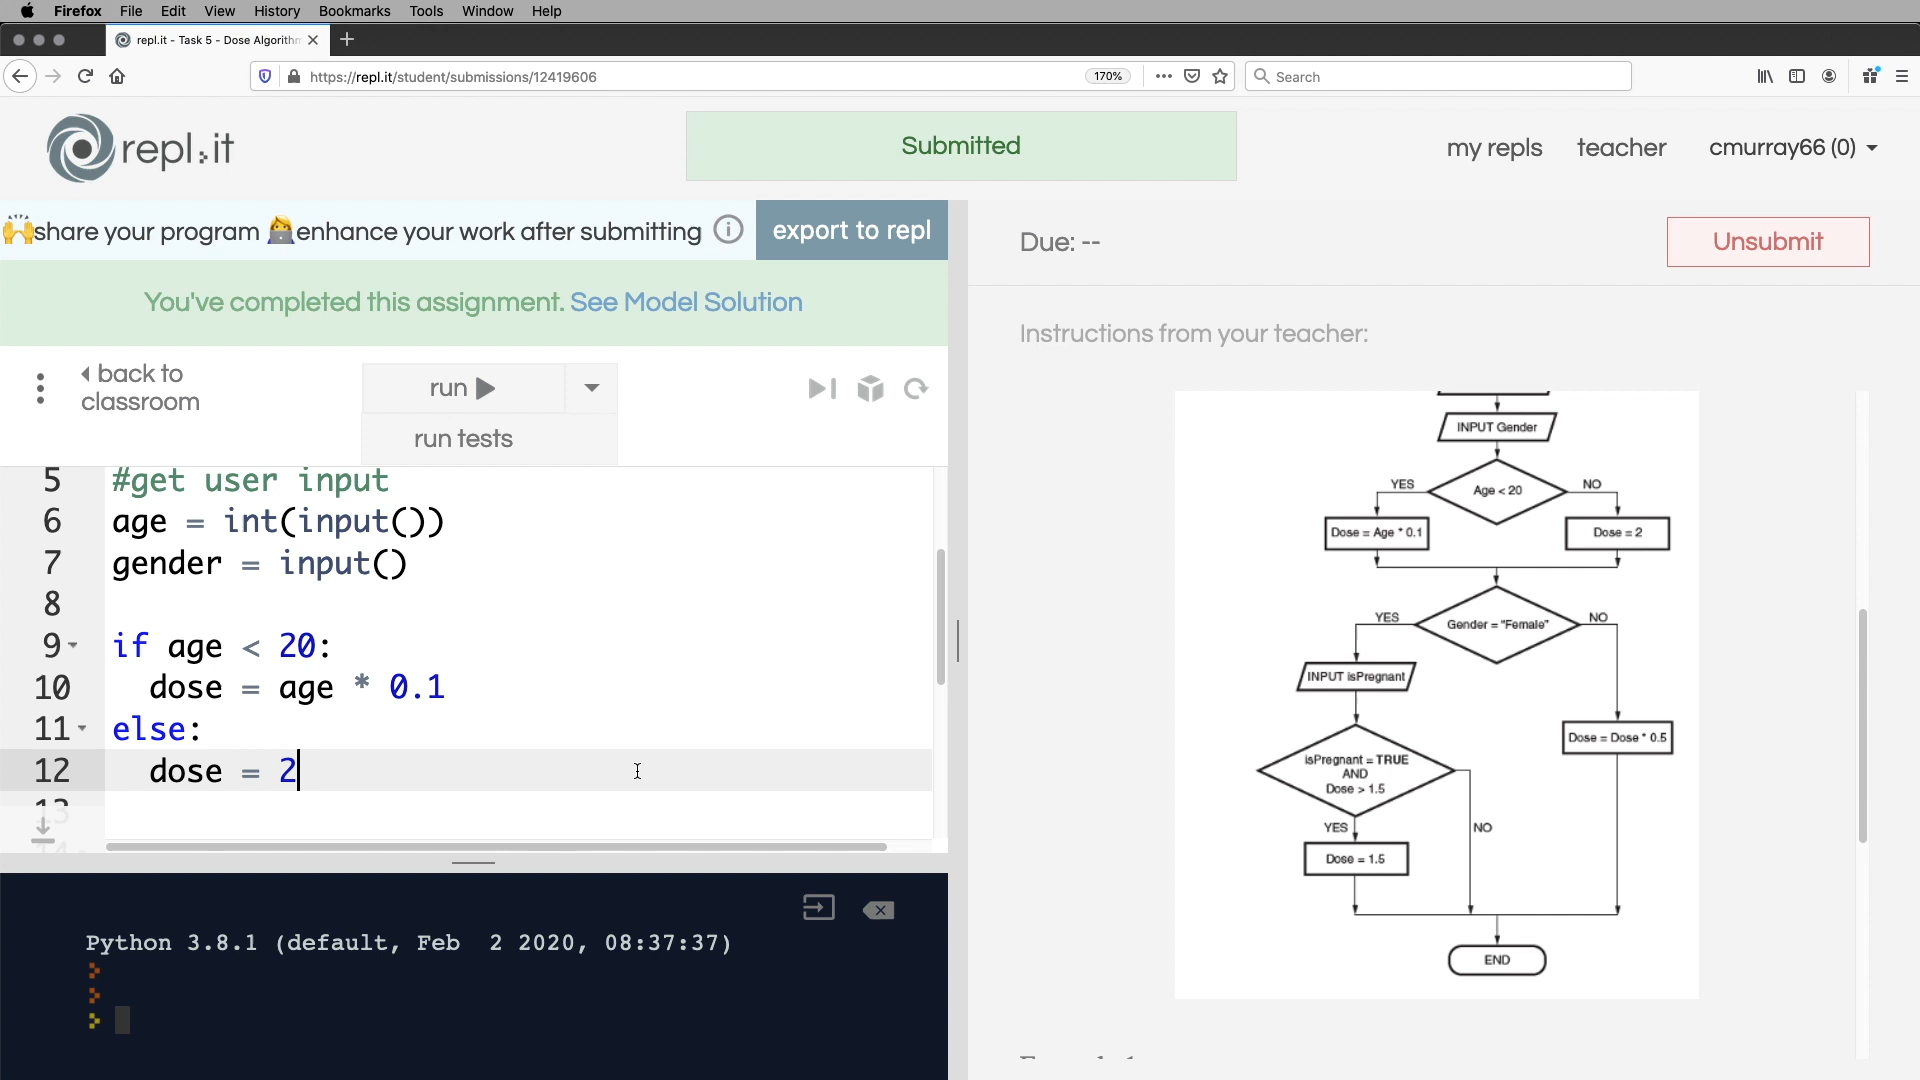 Firefox File Edit View History Bookmarks Tools Window Help
repl.it - Task 5 - Dose Algorithm
https://repl.it/student/submissions/12419606
170%
Search
repl.it
Submitted
my repls
teacher
cmurray66 (0)
🙌share your program 👩‍💻enhance your work after submitting
export to repl
You've completed this assignment. See Model Solution
back to
classroom
run
run tests
5 #get user input
6 age = int(input())
7 gender = input()
8
9 if age < 20:
10 dose = age * 0.1
11 else:
12 dose = 2
13
14
Python 3.8.1 (default, Feb 2 2020, 08:37:37)
Due: --
Unsubmit
Instructions from your teacher:
INPUT Gender
YES
Age < 20
NO
Dose = Age * 0.1
Dose = 2
YES
Gender = "Female"
NO
INPUT isPregnant
Dose = Dose * 0.5
isPregnant = TRUE
AND
Dose > 1.5
YES
NO
Dose = 1.5
END